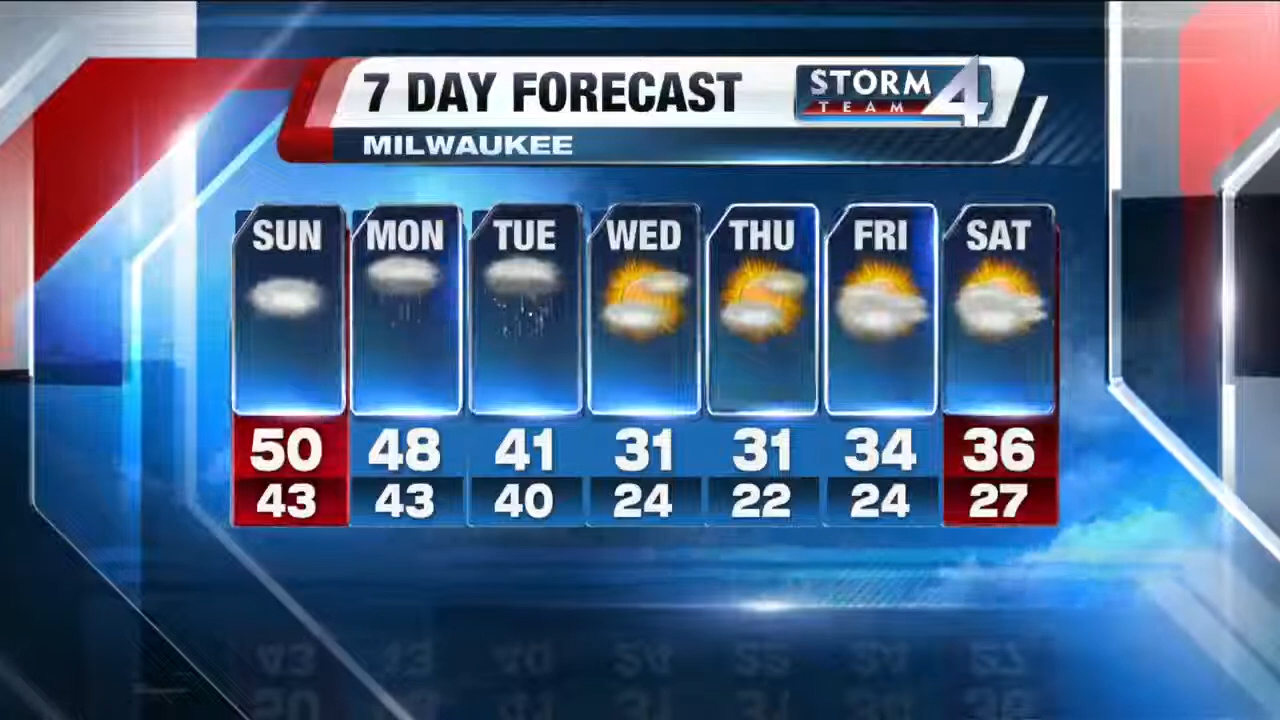 7 DAY FORECAST
STORM 4
TEAM
MILWAUKEE
SUN MON TUE WED THU FRI SAT
50 48 41 31 31 34 36
43 43 40 24 22 24 27